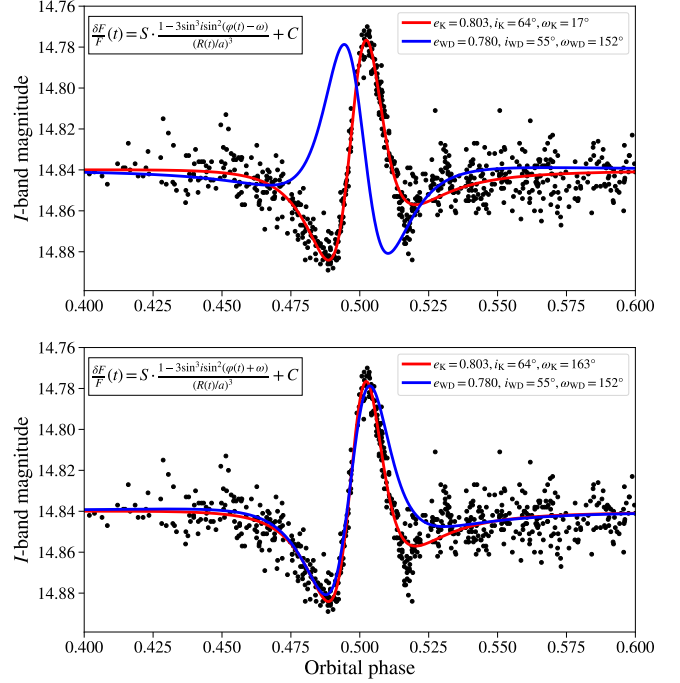 14.76
14.78
14.80
14.82
14.84
14.86
14.88
I-band magnitude
δF/F (t) = S · (1 − 3sin³i sin²(φ(t) − ω))/(R(t)/a)³ + C
e_K = 0.803, i_K = 64°, ω_K = 17°
e_WD = 0.780, i_WD = 55°, ω_WD = 152°
0.400 0.425 0.450 0.475 0.500 0.525 0.550 0.575 0.600
14.76
14.78
14.80
14.82
14.84
14.86
14.88
I-band magnitude
δF/F (t) = S · (1 − 3sin³i sin²(φ(t) + ω))/(R(t)/a)³ + C
e_K = 0.803, i_K = 64°, ω_K = 163°
e_WD = 0.780, i_WD = 55°, ω_WD = 152°
0.400 0.425 0.450 0.475 0.500 0.525 0.550 0.575 0.600
Orbital phase